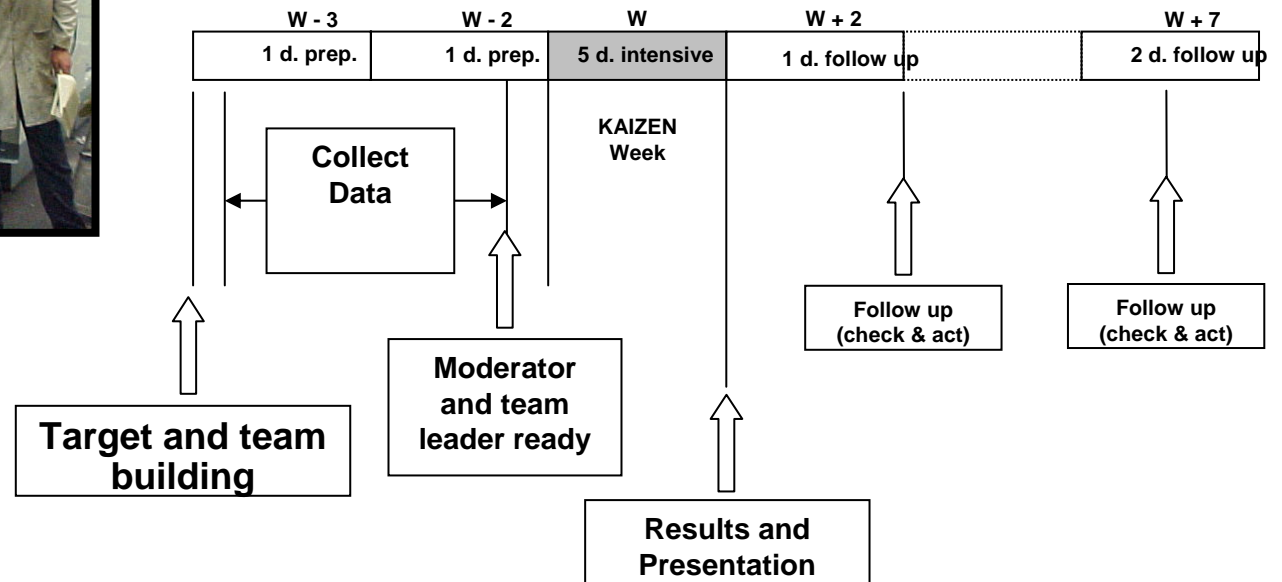 W - 3
W - 2
W
W + 2
W + 7
1 d. prep.
1 d. prep.
5 d. intensive
1 d. follow up
2 d. follow up
KAIZEN
Week
Collect
Data
Follow up
(check & act)
Follow up
(check & act)
Moderator
and team
leader ready
Target and team
building
Results and
Presentation